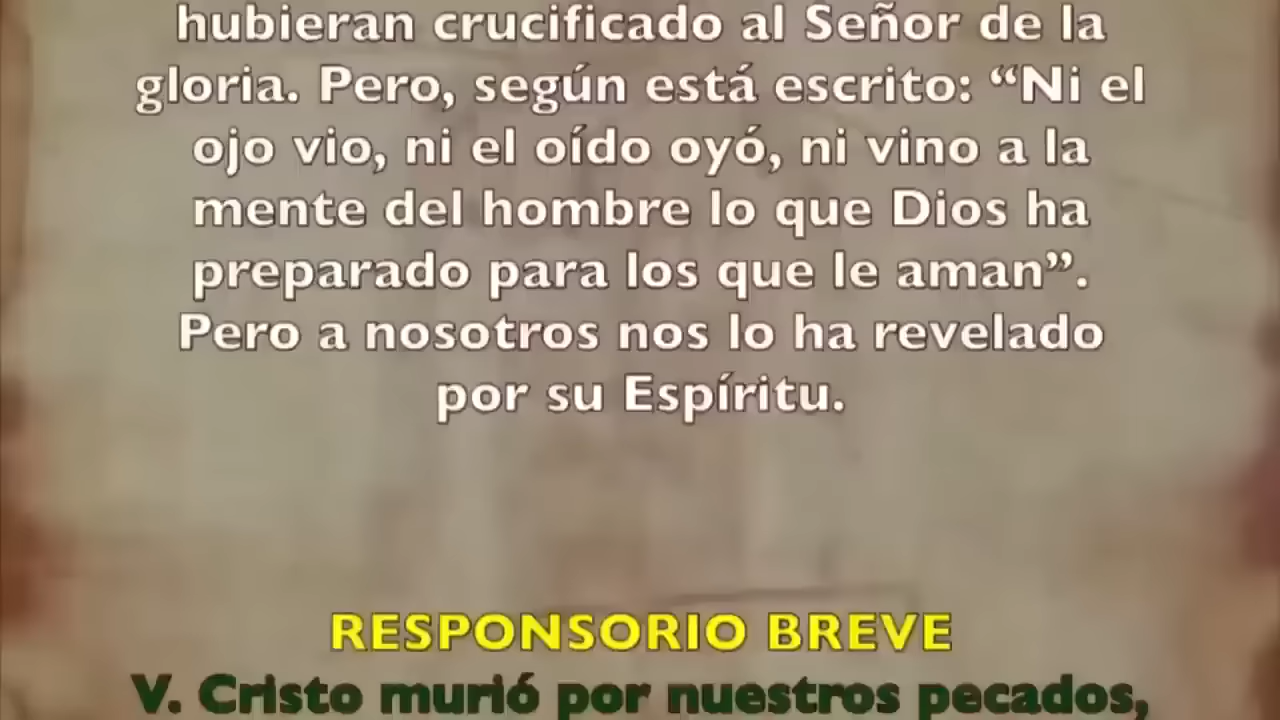 hubieran crucificado al Señor de la
gloria. Pero, según está escrito: “Ni el
ojo vio, ni el oído oyó, ni vino a la
mente del hombre lo que Dios ha
preparado para los que le aman”.
Pero a nosotros nos lo ha revelado
por su Espíritu.
RESPONSORIO BREVE
V. Cristo murió por nuestros pecados,